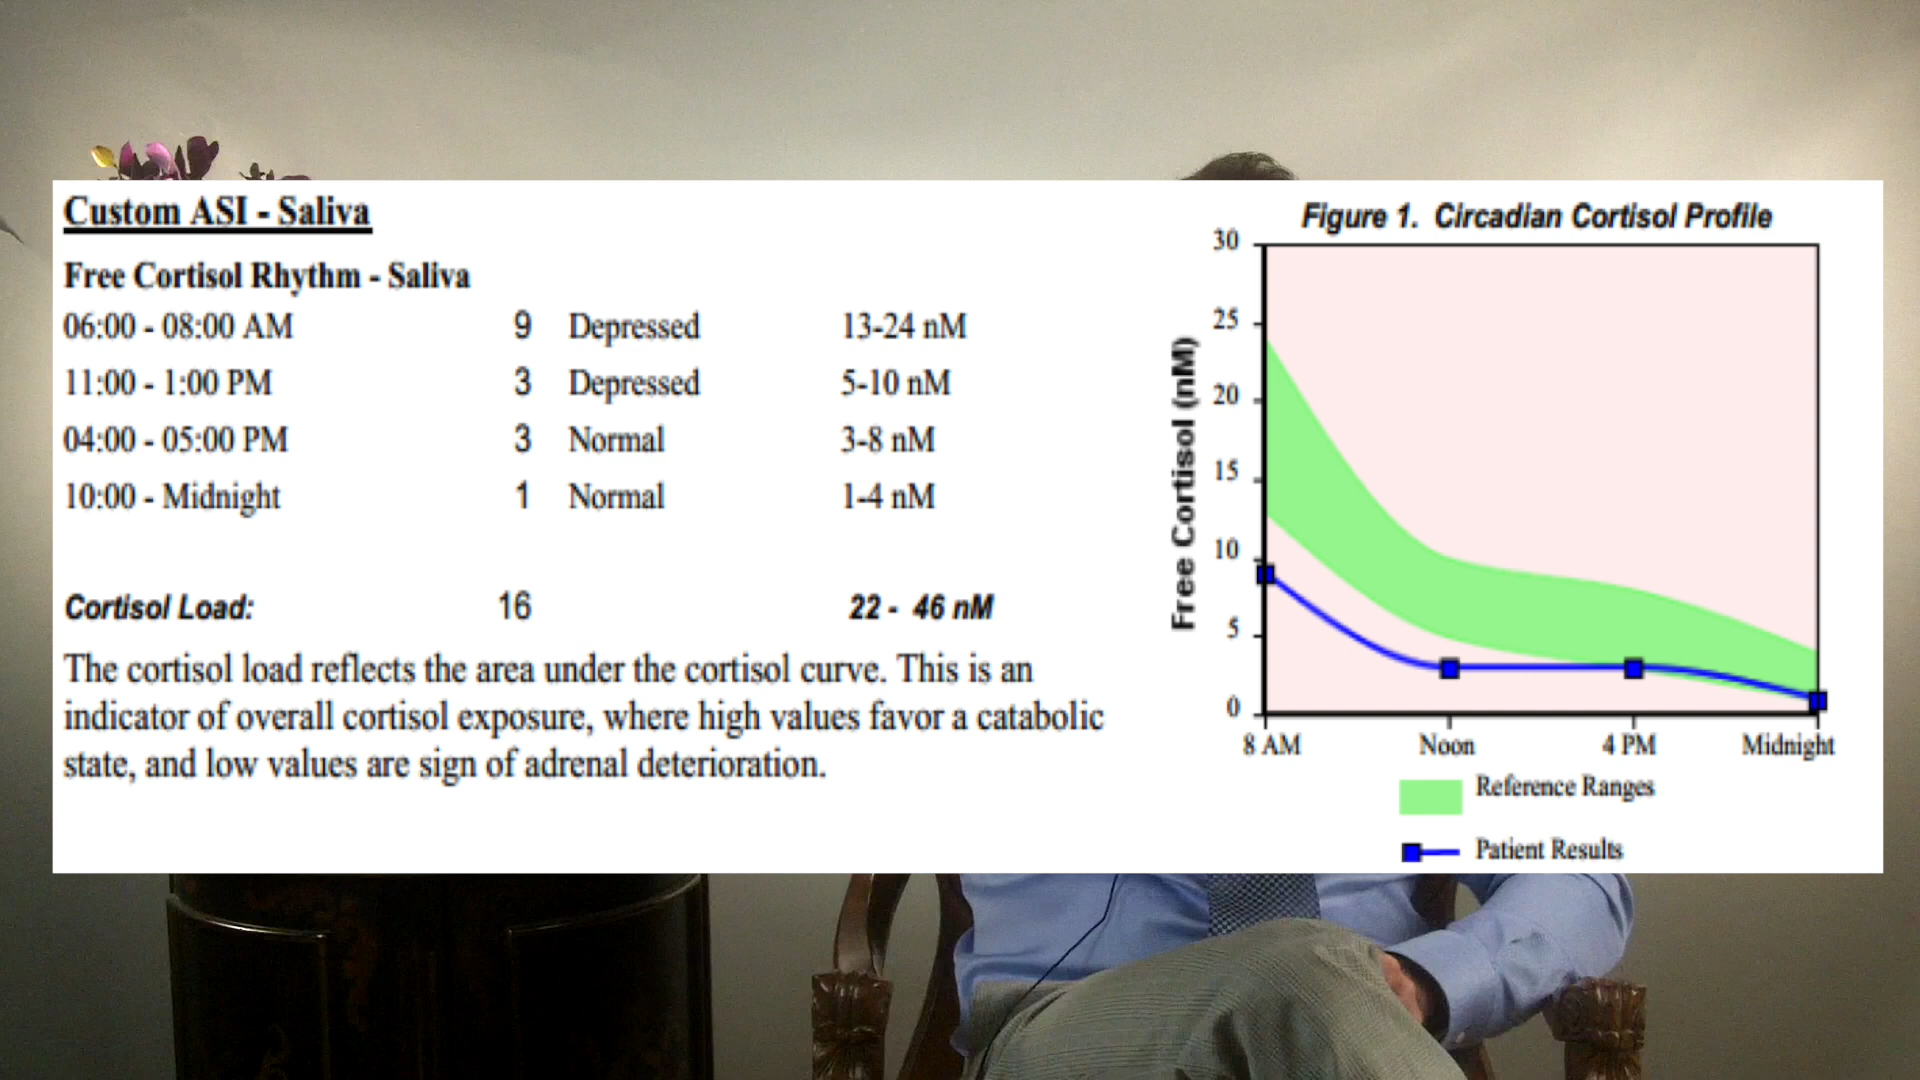 Custom ASI - Saliva
Free Cortisol Rhythm - Saliva
06:00 - 08:00 AM 9 Depressed 13-24 nM
11:00 - 1:00 PM 3 Depressed 5-10 nM
04:00 - 05:00 PM 3 Normal 3-8 nM
10:00 - Midnight 1 Normal 1-4 nM
Cortisol Load: 16 22 - 46 nM
The cortisol load reflects the area under the cortisol curve. This is an
indicator of overall cortisol exposure, where high values favor a catabolic
state, and low values are sign of adrenal deterioration.
Figure 1. Circadian Cortisol Profile
Free Cortisol (nM)
30
25
20
15
10
5
0
8 AM Noon 4 PM Midnight
Reference Ranges
Patient Results